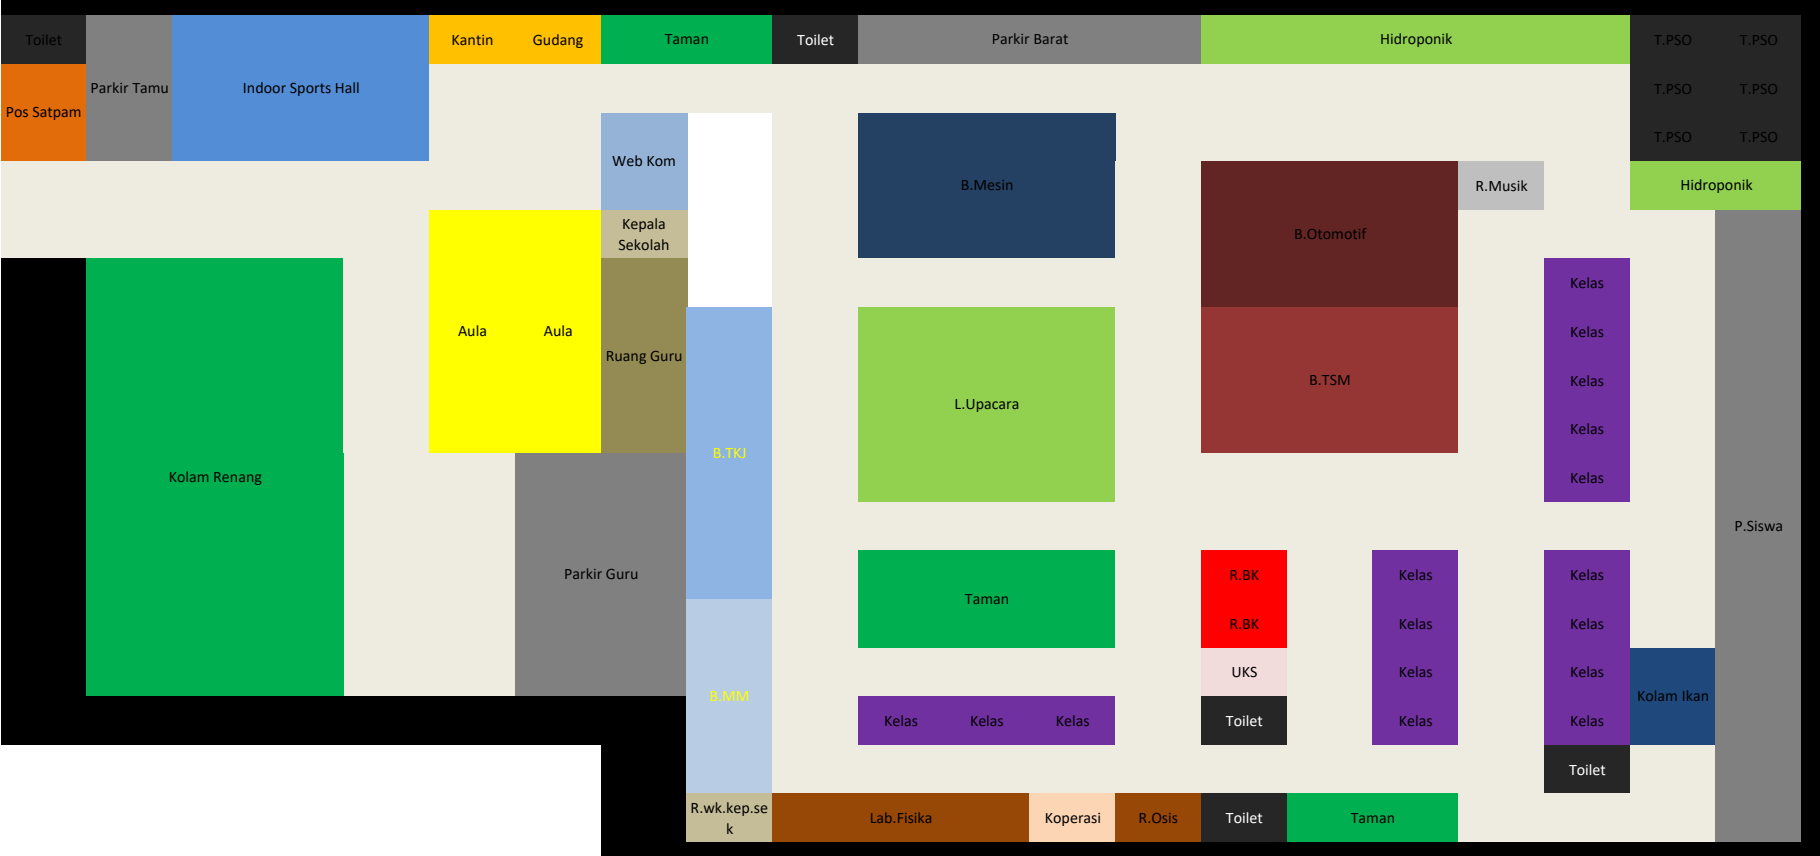 Toilet
Kantin
Gudang
Taman
Toilet
Parkir Barat
Hidroponik
T.PSO
T.PSO
Parkir Tamu
Indoor Sports Hall
T.PSO
T.PSO
Pos Satpam
T.PSO
T.PSO
Web Kom
B.Mesin
R.Musik
Hidroponik
Kepala
Sekolah
B.Otomotif
Kelas
Aula
Aula
Kelas
Ruang Guru
B.TSM
Kelas
L.Upacara
Kelas
B.TKJ
Kolam Renang
Kelas
P.Siswa
Parkir Guru
R.BK
Kelas
Kelas
Taman
R.BK
Kelas
Kelas
UKS
Kelas
Kelas
B.MM
Kolam Ikan
Kelas
Kelas
Kelas
Toilet
Kelas
Kelas
Toilet
R.wk.kep.se
k
Lab.Fisika
Koperasi
R.Osis
Toilet
Taman